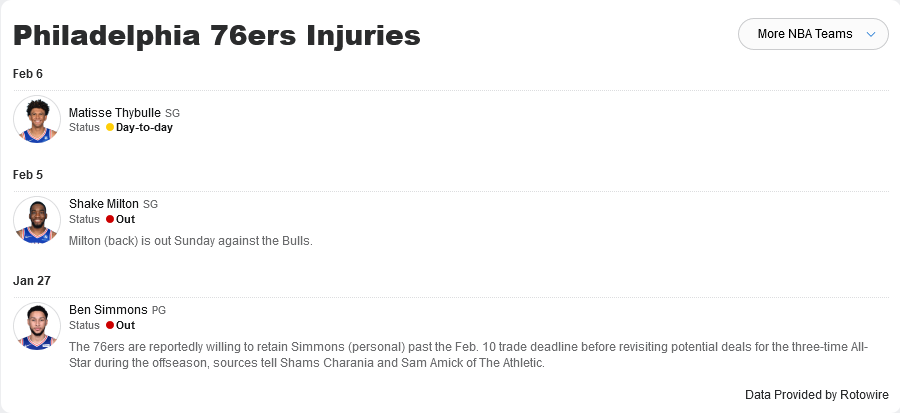 Philadelphia 76ers Injuries
More NBA Teams
Feb 6
Matisse Thybulle SG
Status Day-to-day
Feb 5
Shake Milton SG
Status Out
Milton (back) is out Sunday against the Bulls.
Jan 27
Ben Simmons PG
Status Out
The 76ers are reportedly willing to retain Simmons (personal) past the Feb. 10 trade deadline before revisiting potential deals for the three-time All-
Star during the offseason, sources tell Shams Charania and Sam Amick of The Athletic.
Data Provided by Rotowire